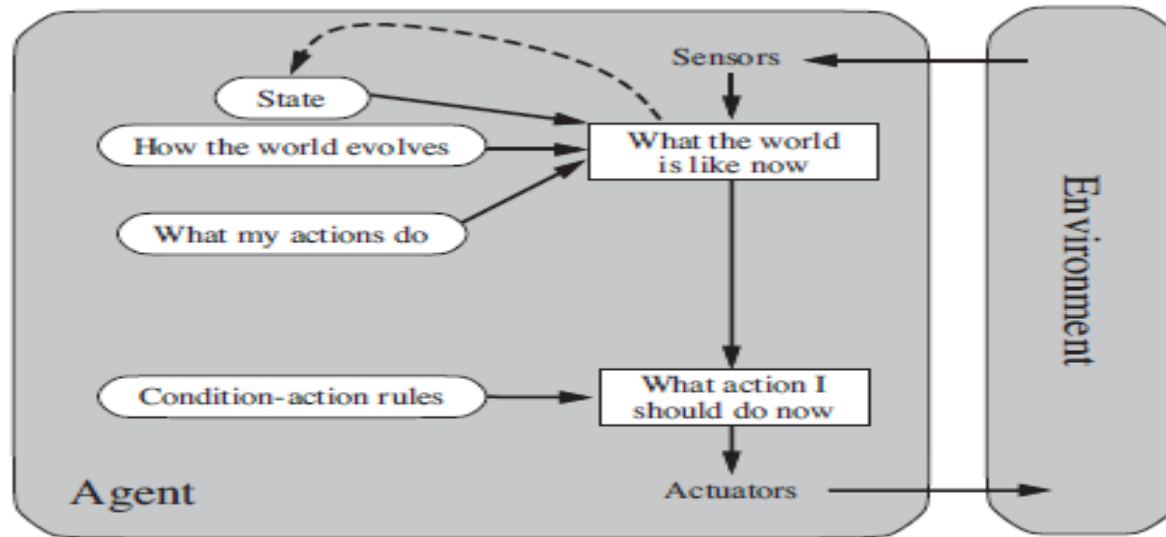 Sensors
State
What the world
is like now
How the world evolves
What my actions do
Environment
Condition-action rules
What action I
should do now
Agent
Actuators